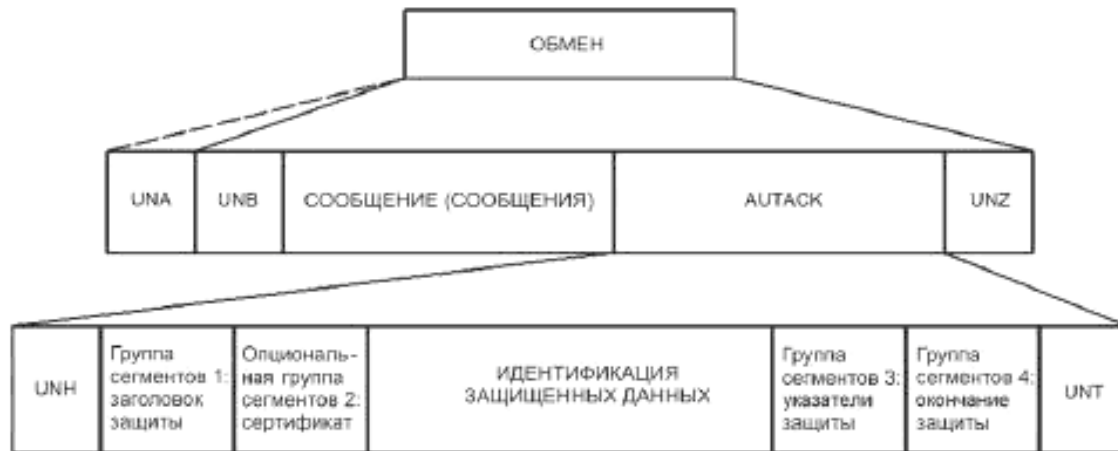 ОБМЕН
UNA
UNB
СООБЩЕНИЕ (СООБЩЕНИЯ)
AUTACK
UNZ
UNH
Группа
сегментов 1:
заголовок
защиты
Опциональ-
ная группа
сегментов 2:
сертификат
ИДЕНТИФИКАЦИЯ
ЗАЩИЩЕННЫХ ДАННЫХ
Группа
сегментов 3:
указатели
защиты
Группа
сегментов 4:
окончание
защиты
UNT